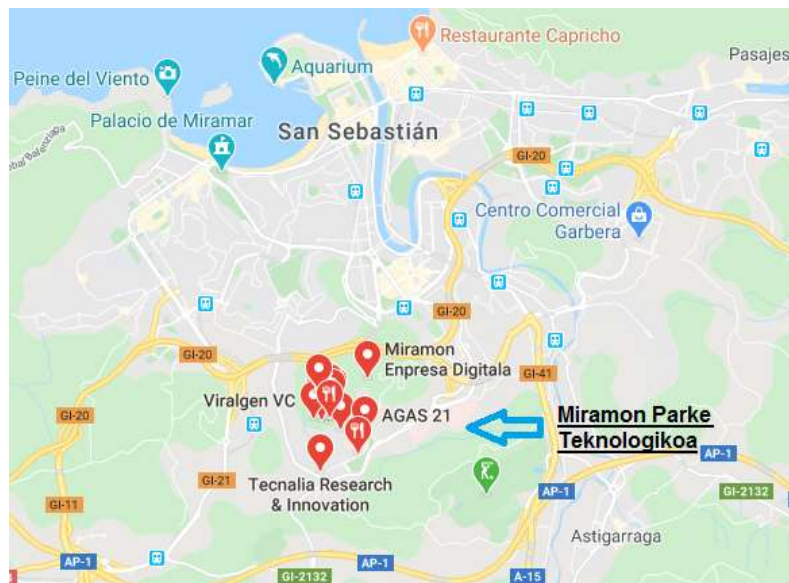 Restaurante Capricho
Pasajes
Peine del Viento
Aquarium
Palacio de Miramar
San Sebastián
GI-20
Centro Comercial
Garbera
GI-20
GI-20
Miramon
Enpresa Digitala
GI-41
Viralgen VC
AGAS 21
Miramon Parke
Teknologikoa
GI-20
AP-1
Tecnalia Research
& Innovation
GI-21
AP-1
GI-2132
GI-11
Astigarraga
AP-1
AP-1
GI-2132
A-15